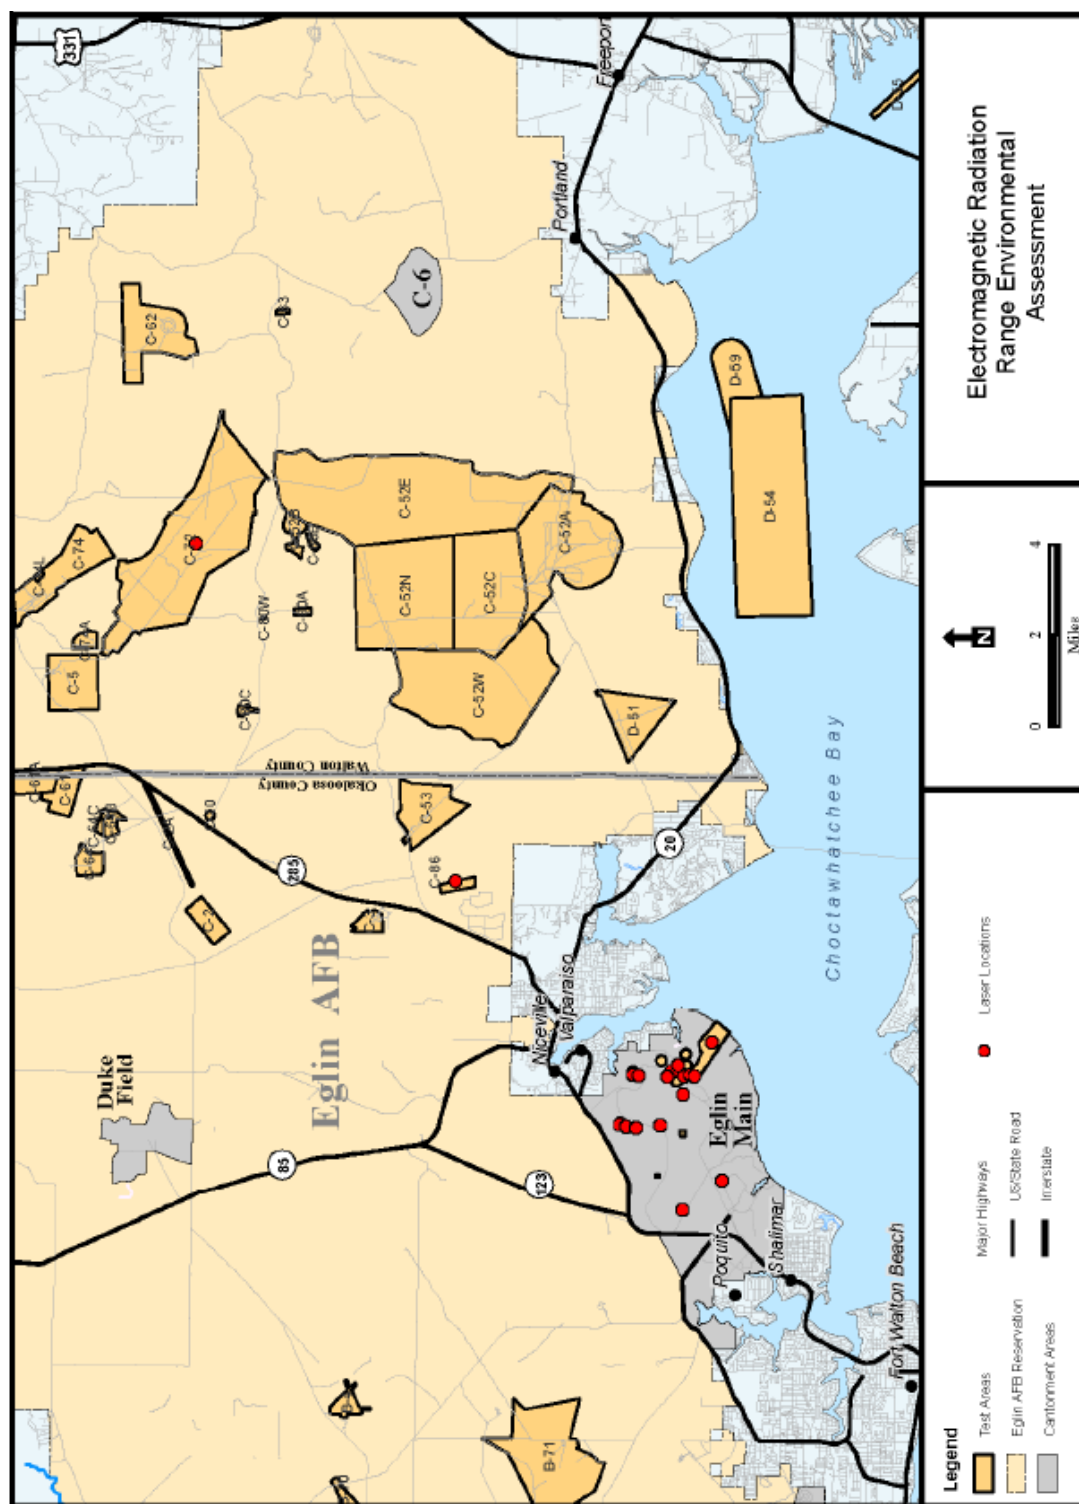 331
Freeport
Portland
C-62
C-6
D-59
D-54
C-74
C-52E
C-52A
C-52N
C-52C
C-80W
C-5
C-52W
D-51
Okaloosa County
Walton County
C-53
C-86
285
20
Eglin AFB
Duke
Field
Niceville
Valparaiso
85
123
Eglin
Main
Poquito
Shalimar
Fort Walton Beach
B-71
Choctawhatchee Bay
Legend
Test Areas
Eglin AFB Reservation
Cantonment Areas
Major Highways
US/State Road
Interstate
Laser Locations
N
0 2 4
Miles
Electromagnetic Radiation
Range Environmental
Assessment